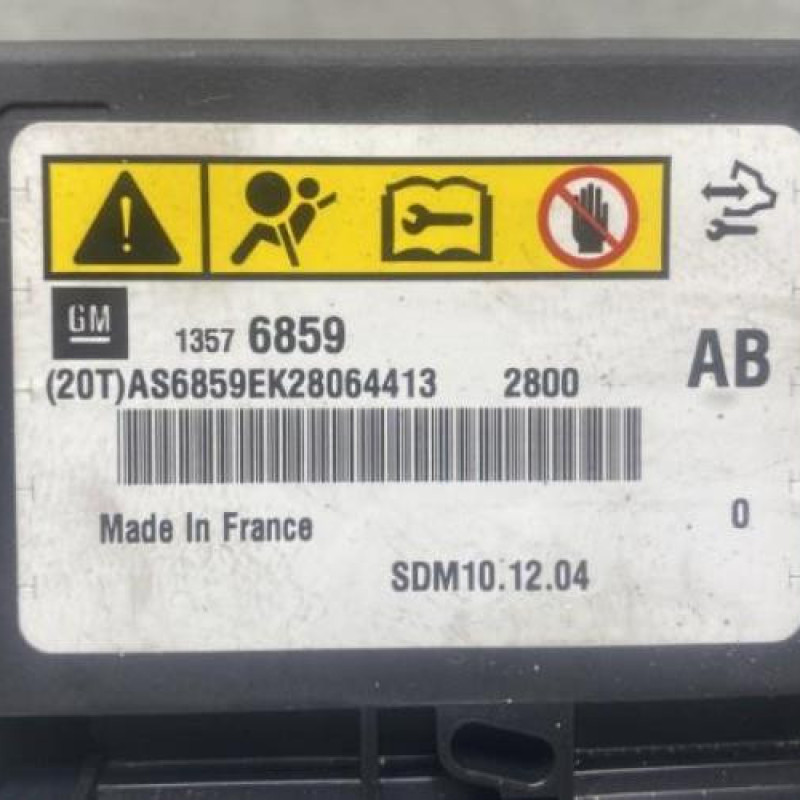 GM
1357 6859
AB
(20T)AS6859EK28064413 2800
Made In France
0
SDM10.12.04